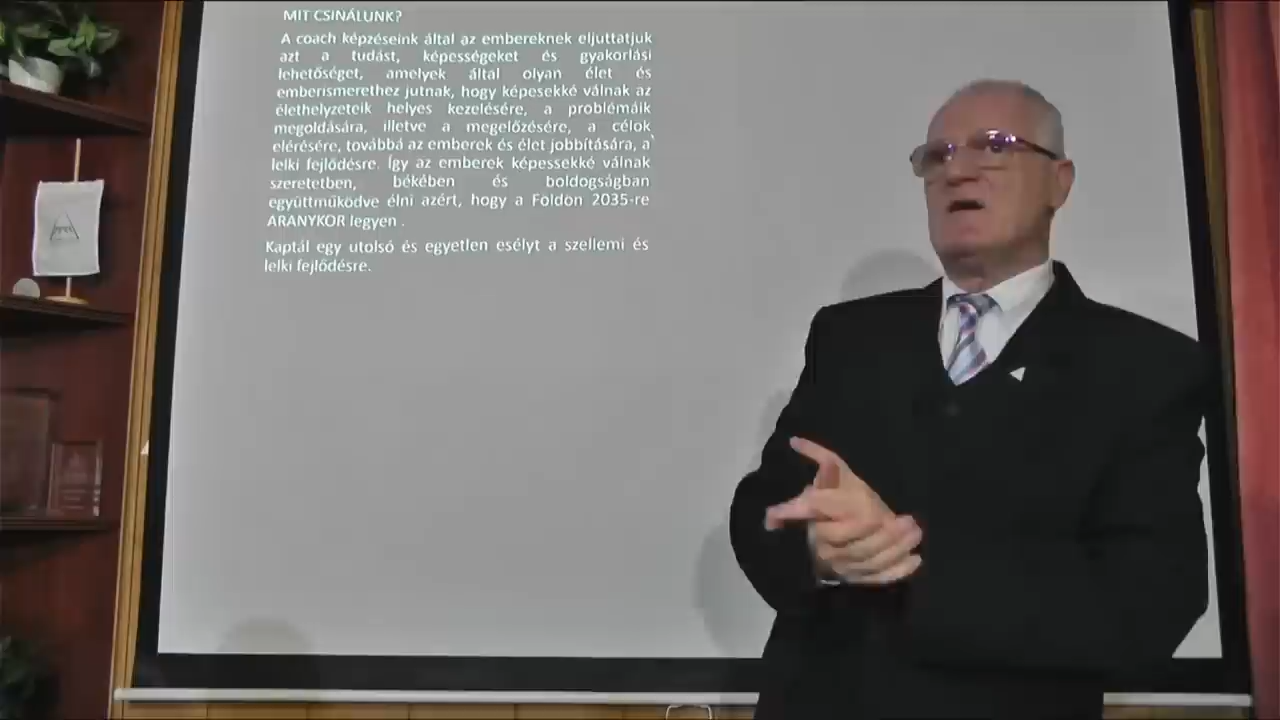 MIT CSINÁLUNK?
A coach képzéseink által az embereknek eljuttatjuk
azt a tudást, képességeket és gyakorlási
lehetőséget, amelyek által olyan élet és
emberismerethez jutnak, hogy képesekké válnak az
élethelyzeteik helyes kezelésére, a problémáik
megoldására, illetve a megelőzésére, a célok
elérésére, továbbá az emberek és élet jobbítására, a
lelki fejlődésre. Így az emberek képessekké válnak
szeretetben, békében és boldogságban
együttműködve élni azért, hogy a Földön 2035-re
ARANYKOR legyen .
Kaptál egy utolsó és egyetlen esélyt a szellemi és
lelki fejlődésre.